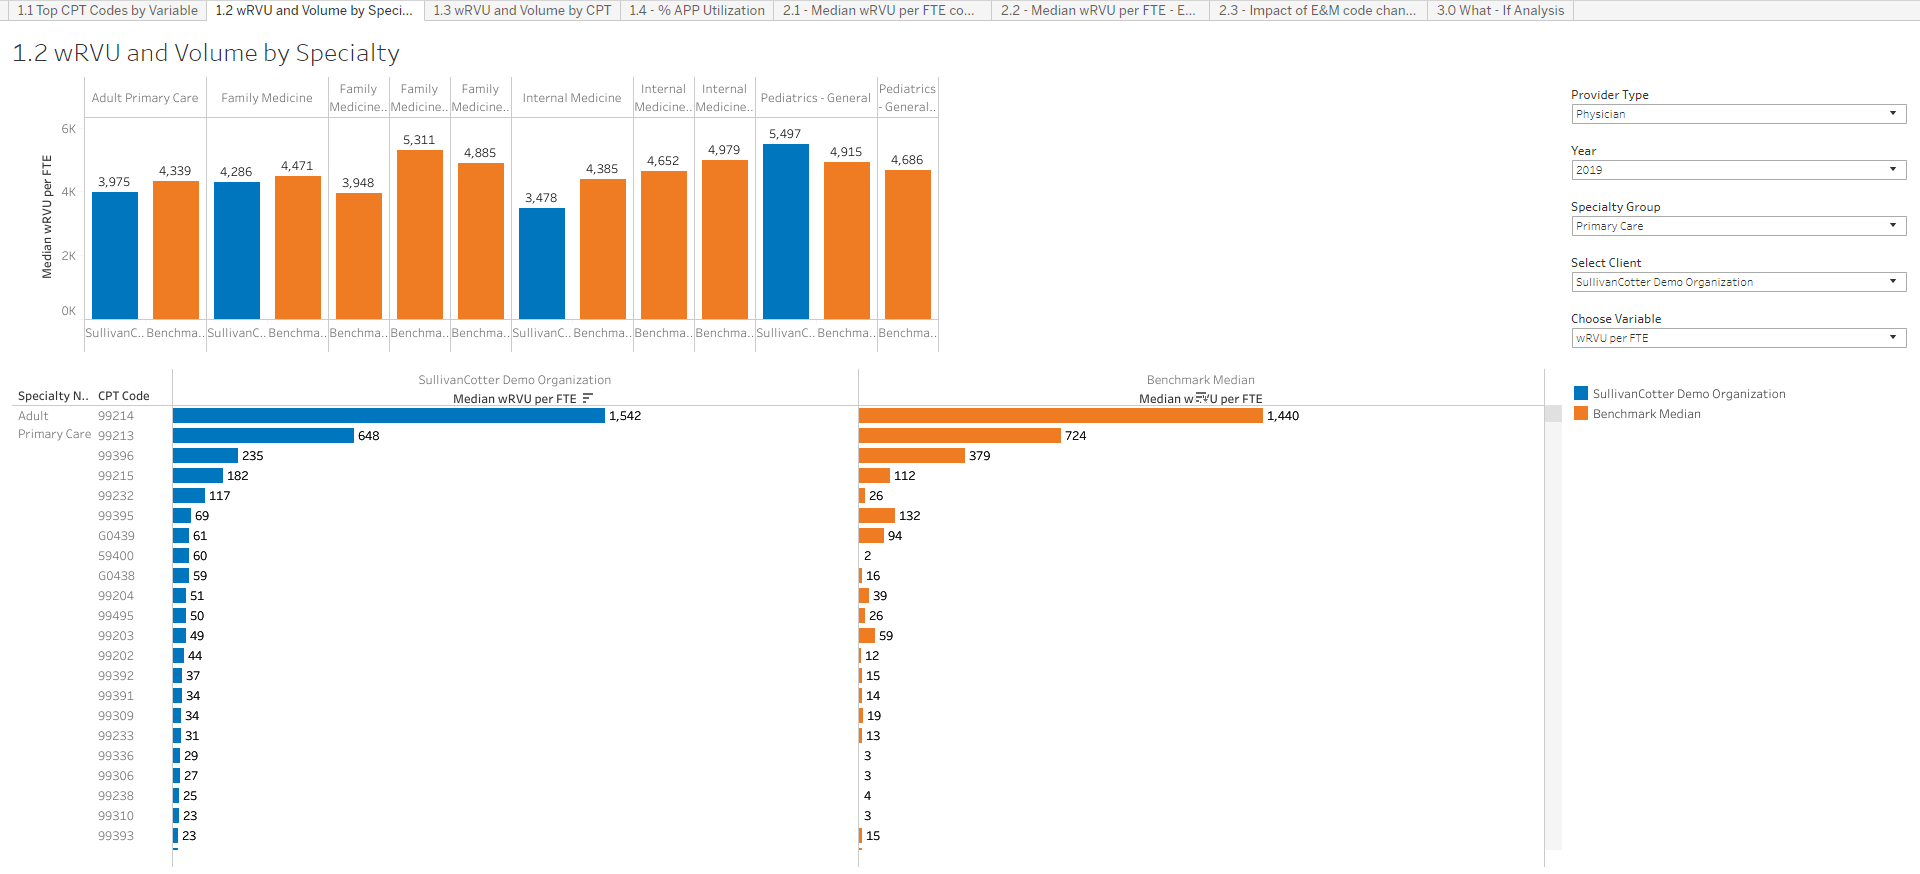 1.1 Top CPT Codes by Variable
1.2 wRVU and Volume by Speci...
1.3 wRVU and Volume by CPT
1.4 - % APP Utilization
2.1 - Median wRVU per FTE co...
2.2 - Median wRVU per FTE - E...
2.3 - Impact of E&M code chan...
3.0 What - If Analysis
1.2 wRVU and Volume by Specialty
Adult Primary Care
Family Medicine
Family
Medicine..
Family
Medicine..
Family
Medicine..
Internal Medicine
Internal
Medicine..
Internal
Medicine..
Pediatrics - General
Pediatrics
- General..
Median wRVU per FTE
6K
4K
2K
0K
3,975
4,339
4,286
4,471
3,948
5,311
4,885
3,478
4,385
4,652
4,979
5,497
4,915
4,686
SullivanC..
Benchma..
SullivanC..
Benchma..
Benchma..
Benchma..
Benchma..
SullivanC..
Benchma..
Benchma..
Benchma..
SullivanC..
Benchma..
Benchma..
Provider Type
Physician
Year
2019
Specialty Group
Primary Care
Select Client
SullivanCotter Demo Organization
Choose Variable
wRVU per FTE
SullivanCotter Demo Organization
Benchmark Median
SullivanCotter Demo Organization
Benchmark Median
Specialty N.. CPT Code Median wRVU per FTE Median wRVU per FTE
Adult
Primary Care
99214 1,542 1,440
99213 648 724
99396 235 379
99215 182 112
99232 117 26
99395 69 132
G0439 61 94
59400 60 2
G0438 59 16
99204 51 39
99495 50 26
99203 49 59
99202 44 12
99392 37 15
99391 34 14
99309 34 19
99233 31 13
99336 29 3
99306 27 3
99238 25 4
99310 23 3
99393 23 15